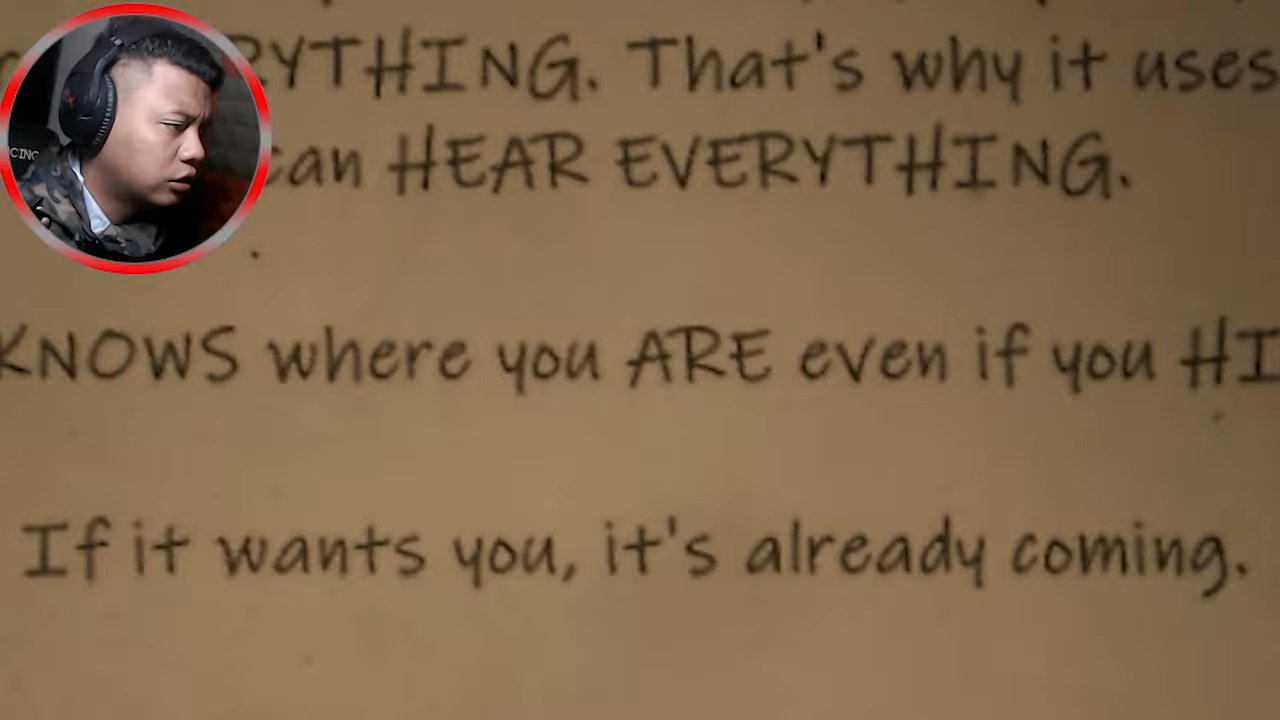 RYTHING. That's why it uses
can HEAR EVERYTHING.
KNOWS where you ARE even if you HI
If it wants you, it's already coming.
CING